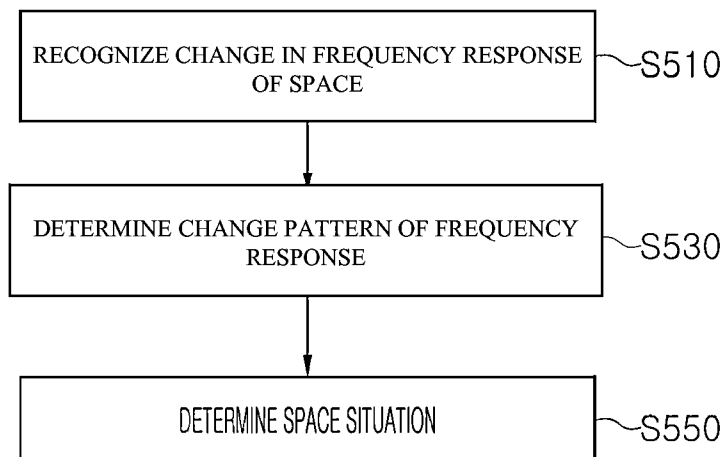 RECOGNIZE CHANGE IN FREQUENCY RESPONSE
OF SPACE
S510
DETERMINE CHANGE PATTERN OF FREQUENCY
RESPONSE
S530
DETERMINE SPACE SITUATION
S550